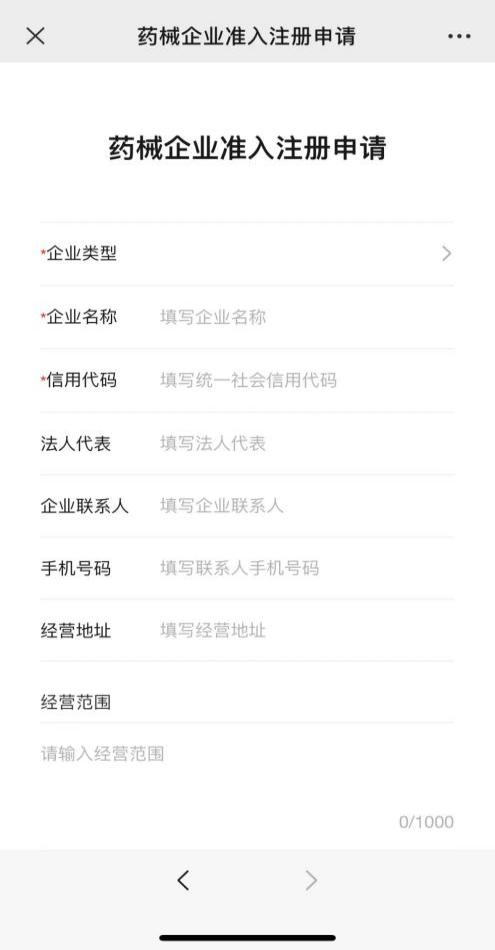 药械企业准入注册申请
药械企业准入注册申请
*企业类型
*企业名称 填写企业名称
*信用代码 填写统一社会信用代码
法人代表 填写法人代表
企业联系人 填写企业联系人
手机号码 填写联系人手机号码
经营地址 填写经营地址
经营范围
请输入经营范围
0/1000